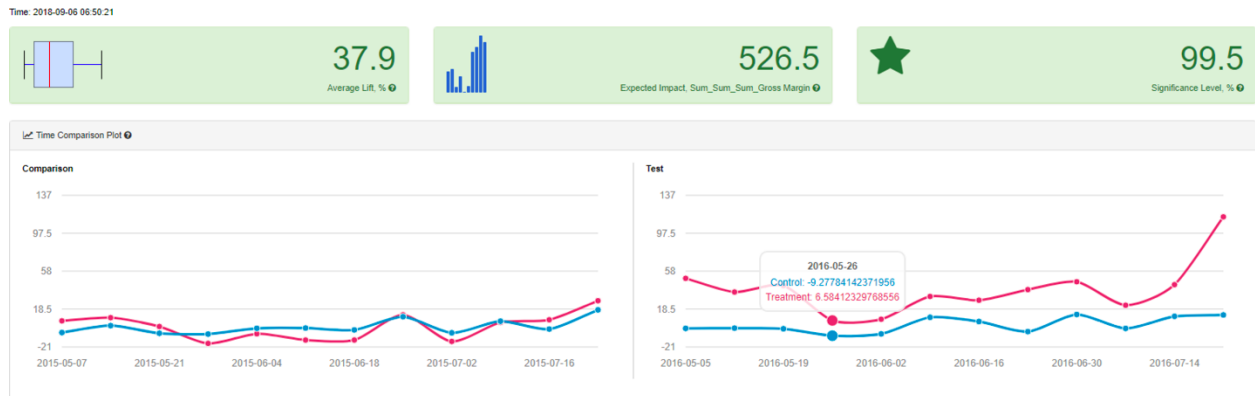 Time: 2018-09-06 06:50:21
37.9
Average Lift, %
526.5
Expected Impact, Sum_Sum_Sum_Gross Margin
99.5
Significance Level, %
Time Comparison Plot
Comparison
137
97.5
58
18.5
-21
2015-05-07 2015-05-21 2015-06-04 2015-06-18 2015-07-02 2015-07-16
Test
137
97.5
58
18.5
-21
2016-05-26
Control: -9.27784142371956
Treatment: 6.58412329768556
2016-05-05 2016-05-19 2016-06-02 2016-06-16 2016-06-30 2016-07-14